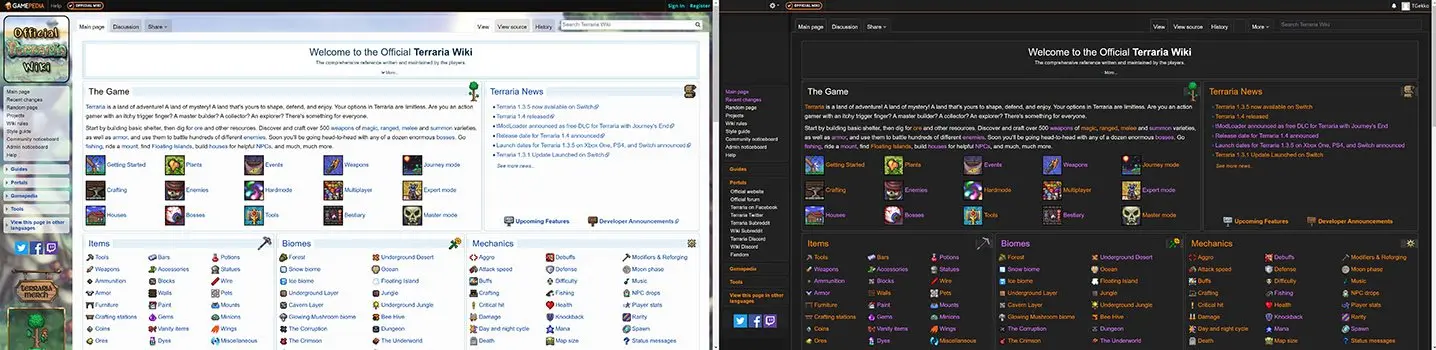 GAMEPEDIA Help OFFICIAL WIKI Sign In Register
Official
Terraria
Wiki
Main page Discussion Share View View source History Search Terraria Wiki
Welcome to the Official Terraria Wiki
The comprehensive reference written and maintained by the players.
More...
Main page
Recent changes
Random page
Projects
Wiki rules
Style guide
Community noticeboard
Admin noticeboard
Help
Guides
Portals
Gamepedia
Tools
View this page in other
languages
TERRARIA
MERCH
The Game
Terraria is a land of adventure! A land of mystery! A land that's yours to shape, defend, and enjoy. Your options in Terraria are limitless. Are you an action
gamer with an itchy trigger finger? A master builder? A collector? An explorer? There's something for everyone.
Start by building basic shelter, then dig for ore and other resources. Discover and craft over 500 weapons of magic, ranged, melee and summon varieties,
as well as armor, and use them to battle hundreds of different enemies. Soon you'll be going head-to-head with any of a dozen enormous bosses. Go
fishing, ride a mount, find Floating Islands, build houses for helpful NPCs, and much, much more.
Getting Started Plants Events Weapons Journey mode
Crafting Enemies Hardmode Multiplayer Expert mode
Houses Bosses Tools Bestiary Master mode
Terraria News
Terraria 1.3.5 now available on Switch
Terraria 1.4 released
tModLoader announced as free DLC for Terraria with Journey's End
Release date for Terraria 1.4 announced
Launch dates for Terraria 1.3.5 on Xbox One, PS4, and Switch announced
Terraria 1.3.1 Update Launched on Switch
See more news.
Upcoming Features Developer Announcements
Items
Tools Bars Potions
Weapons Accessories Statues
Ammunition Blocks Wire
Armor Walls Pets
Furniture Paint Mounts
Crafting stations Gems Minions
Coins Vanity items Wings
Ores Dyes Miscellaneous
Biomes
Forest Underground Desert
Snow biome Ocean
Ice biome Floating Island
Underground Layer Jungle
Cavern Layer Underground Jungle
Glowing Mushroom biome Bee Hive
The Corruption Dungeon
The Crimson The Underworld
Mechanics
Aggro Debuffs Modifiers & Reforging
Attack speed Defense Moon phase
Buffs Difficulty Music
Crafting Fishing NPC drops
Critical hit Health Player stats
Damage Knockback Rarity
Day and night cycle Mana Spawn
Death Map size Status messages
OFFICIAL WIKI TGekko
Main page Discussion Share View View source History More Search Terraria Wiki
Welcome to the Official Terraria Wiki
The comprehensive reference written and maintained by the players.
More...
Main page
Recent changes
Random page
Projects
Wiki rules
Style guide
Community noticeboard
Admin noticeboard
Help
Guides
Portals
Official website
Official forum
Terraria on Facebook
Terraria Twitter
Terraria Subreddit
Wiki Subreddit
Terraria Discord
Wiki Discord
Fandom
Gamepedia
Tools
View this page in other
languages
The Game
Terraria is a land of adventure! A land of mystery! A land that's yours to shape, defend, and enjoy. Your options in Terraria are limitless. Are you an action
gamer with an itchy trigger finger? A master builder? A collector? An explorer? There's something for everyone.
Start by building basic shelter, then dig for ore and other resources. Discover and craft over 500 weapons of magic, ranged, melee and summon varieties,
as well as armor, and use them to battle hundreds of different enemies. Soon you'll be going head-to-head with any of a dozen enormous bosses. Go
fishing, ride a mount, find Floating Islands, build houses for helpful NPCs, and much, much more.
Getting Started Plants Events Weapons Journey mode
Crafting Enemies Hardmode Multiplayer Expert mode
Houses Bosses Tools Bestiary Master mode
Terraria News
Terraria 1.3.5 now available on Switch
Terraria 1.4 released
tModLoader announced as free DLC for Terraria with Journey's End
Release date for Terraria 1.4 announced
Launch dates for Terraria 1.3.5 on Xbox One, PS4, and Switch announced
Terraria 1.3.1 Update Launched on Switch
See more news.
Upcoming Features Developer Announcements
Items
Tools Bars Potions
Weapons Accessories Statues
Ammunition Blocks Wire
Armor Walls Pets
Furniture Paint Mounts
Crafting stations Gems Minions
Coins Vanity items Wings
Ores Dyes Miscellaneous
Biomes
Forest Underground Desert
Snow biome Ocean
Ice biome Floating Island
Underground Layer Jungle
Cavern Layer Underground Jungle
Glowing Mushroom biome Bee Hive
The Corruption Dungeon
The Crimson The Underworld
Mechanics
Aggro Debuffs Modifiers & Reforging
Attack speed Defense Moon phase
Buffs Difficulty Music
Crafting Fishing NPC drops
Critical hit Health Player stats
Damage Knockback Rarity
Day and night cycle Mana Spawn
Death Map size Status messages